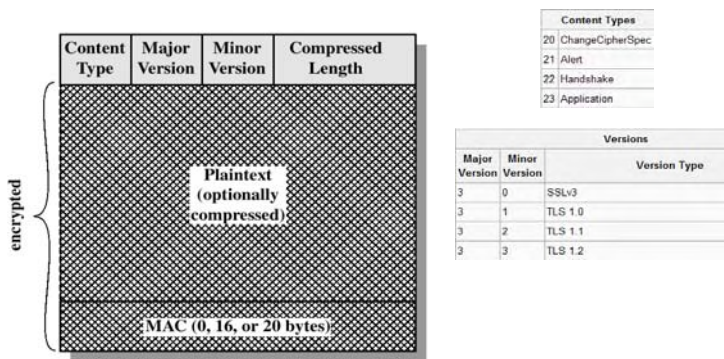 Content Type
Major Version
Minor Version
Compressed Length
encrypted
Plaintext
(optionally
compressed)
MAC (0, 16, or 20 bytes)
Content Types
20 ChangeCipherSpec
21 Alert
22 Handshake
23 Application
Versions
Major Version Minor Version Version Type
3 0 SSLv3
3 1 TLS 1.0
3 2 TLS 1.1
3 3 TLS 1.2